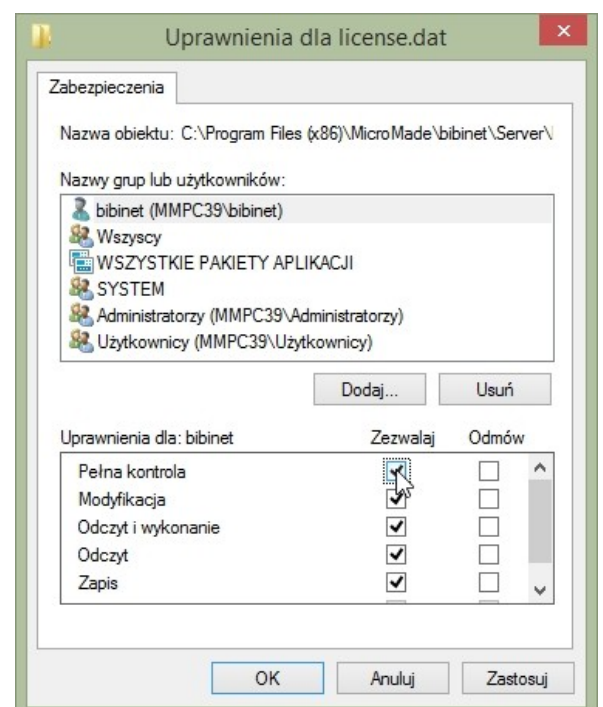 Uprawnienia dla license.dat
Zabezpieczenia
Nazwa obiektu: C:\Program Files (x86)\MicroMade\bibinet\Server\
Nazwy grup lub użytkowników:
bibinet (MMPC39\bibinet)
Wszyscy
WSZYSTKIE PAKIETY APLIKACJI
SYSTEM
Administratorzy (MMPC39\Administratorzy)
Użytkownicy (MMPC39\Użytkownicy)
Dodaj... Usuń
Uprawnienia dla: bibinet Zezwalaj Odmów
Pełna kontrola
Modyfikacja
Odczyt i wykonanie
Odczyt
Zapis
OK Anuluj Zastosuj